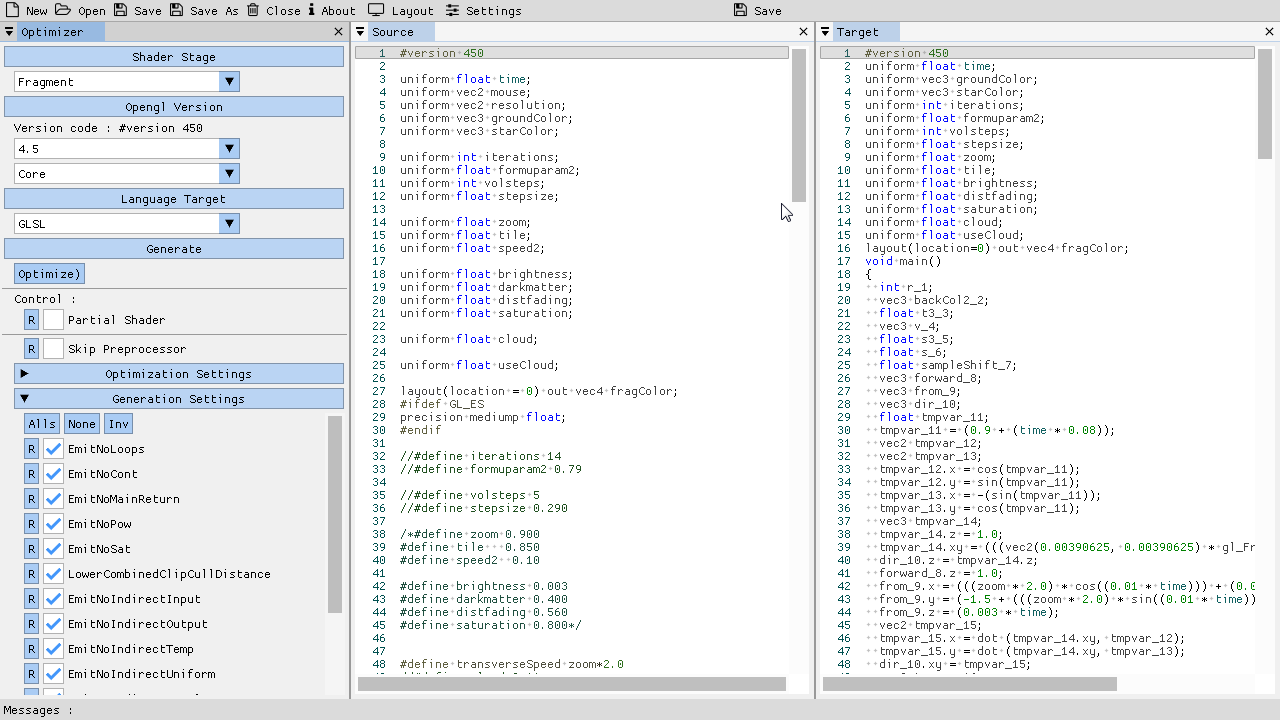 New Open Save Save As Close About Layout Settings Save
Optimizer
Shader Stage
Fragment
Opengl Version
Version code : #version 450
4.5
Core
Language Target
GLSL
Generate
Optimize)
Control :
R Partial Shader
R Skip Preprocessor
Optimization Settings
Generation Settings
Alls None Inv
R EmitNoLoops
R EmitNoCont
R EmitNoMainReturn
R EmitNoPow
R EmitNoSat
R LowerCombinedClipCullDistance
R EmitNoIndirectInput
R EmitNoIndirectOutput
R EmitNoIndirectTemp
R EmitNoIndirectUniform
Source
1 #version 450
2
3 uniform float time;
4 uniform vec2 mouse;
5 uniform vec2 resolution;
6 uniform vec3 groundColor;
7 uniform vec3 starColor;
8
9 uniform int iterations;
10 uniform float formuparam2;
11 uniform int volsteps;
12 uniform float stepsize;
13
14 uniform float zoom;
15 uniform float tile;
16 uniform float speed2;
17
18 uniform float brightness;
19 uniform float darkmatter;
20 uniform float distfading;
21 uniform float saturation;
22
23 uniform float cloud;
24
25 uniform float useCloud;
26
27 layout(location = 0) out vec4 fragColor;
28 #ifdef GL_ES
29 precision mediump float;
30 #endif
31
32 //#define iterations 14
33 //#define formuparam2 0.79
34
35 //#define volsteps 5
36 //#define stepsize 0.290
37
38 /*#define zoom 0.900
39 #define tile   0.850
40 #define speed2  0.10
41
42 #define brightness 0.003
43 #define darkmatter 0.400
44 #define distfading 0.560
45 #define saturation 0.800*/
46
47
48 #define transverseSpeed zoom*2.0
Target
1 #version 450
2 uniform float time;
3 uniform vec3 groundColor;
4 uniform vec3 starColor;
5 uniform int iterations;
6 uniform float formuparam2;
7 uniform int volsteps;
8 uniform float stepsize;
9 uniform float zoom;
10 uniform float tile;
11 uniform float brightness;
12 uniform float distfading;
13 uniform float saturation;
14 uniform float cloud;
15 uniform float useCloud;
16 layout(location=0) out vec4 fragColor;
17 void main()
18 {
19   int r_1;
20   vec3 backCol2_2;
21   float t3_3;
22   vec3 v_4;
23   float s3_5;
24   float s_6;
25   float sampleShift_7;
26   vec3 forward_8;
27   vec3 from_9;
28   vec3 dir_10;
29   float tmpvar_11;
30   tmpvar_11 = (0.9 + (time * 0.08));
31   vec2 tmpvar_12;
32   vec2 tmpvar_13;
33   tmpvar_12.x = cos(tmpvar_11);
34   tmpvar_12.y = sin(tmpvar_11);
35   tmpvar_13.x = -(sin(tmpvar_11));
36   tmpvar_13.y = cos(tmpvar_11);
37   vec3 tmpvar_14;
38   tmpvar_14.z = 1.0;
39   tmpvar_14.xy = (((vec2(0.00390625, 0.00390625) * gl_Fr
40   dir_10.z = tmpvar_14.z;
41   forward_8.z = 1.0;
42   from_9.x = (((zoom * 2.0) * cos((0.01 * time))) + (0.0
43   from_9.y = (-1.5 + (((zoom * 2.0) * sin((0.01 * time))
44   from_9.z = (0.003 * time);
45   vec2 tmpvar_15;
46   tmpvar_15.x = dot (tmpvar_14.xy, tmpvar_12);
47   tmpvar_15.y = dot (tmpvar_14.xy, tmpvar_13);
48   dir_10.xy = tmpvar_15;
Messages :